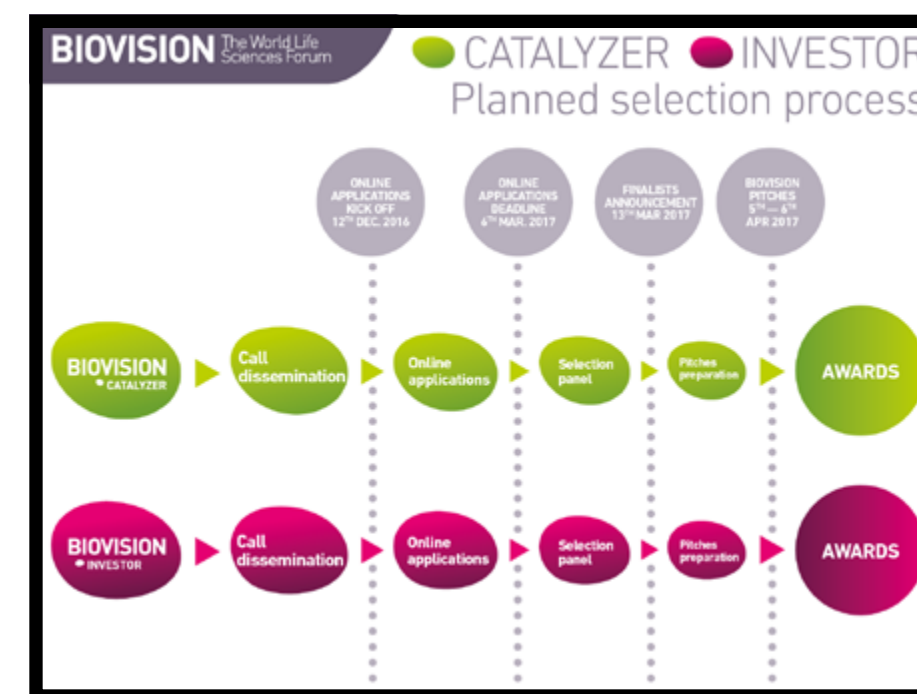 BIOVISION The World Life
Sciences Forum
CATALYZER INVESTOR
Planned selection process
ONLINE
APPLICATIONS
KICK OFF
12TH DEC. 2016
ONLINE
APPLICATIONS
DEADLINE
6TH MAR. 2017
FINALISTS
ANNOUNCEMENT
13TH MAR 2017
BIOVISION
PITCHES
5TH — 6TH
APR 2017
BIOVISION
CATALYZER
Call
dissemination
Online
applications
Selection
panel
Pitches
preparation
AWARDS
BIOVISION
INVESTOR
Call
dissemination
Online
applications
Selection
panel
Pitches
preparation
AWARDS